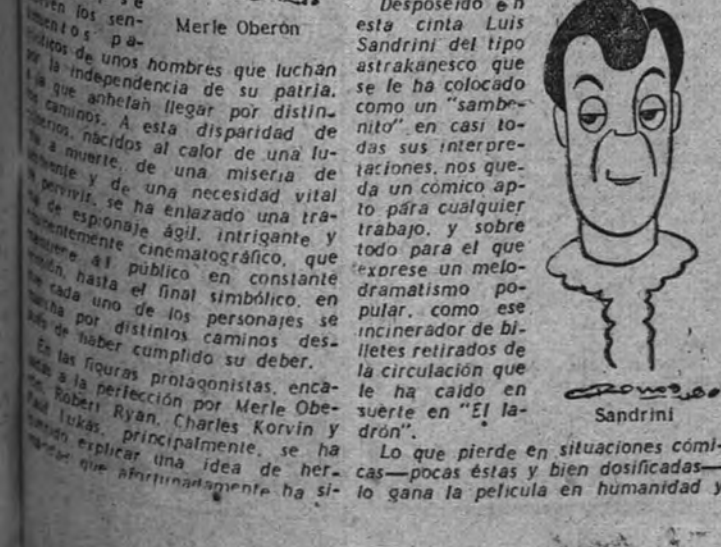 ven los sen-
mentos pa-
Merle Oberón
de unos hombres que luchan
la independencia de su patria,
la que anhelan llegar por distin-
caminos. A esta disparidad de
nacidos al calor de una lu-
a muerte, de una miseria
y de una necesidad vital
pervivir, se ha enlazado una tra-
de espionaje ágil, intrigante y
cinematográfico, que
al público en constante
hasta el final simbólico, en
cada uno de los personajes se
por distintos caminos des-
de haber cumplido su deber.
En las figuras protagonistas, enca-
a la perfección por Merle Obe-
Robert Ryan, Charles Korvin y
Lukas, principalmente, se ha
explicar una idea de her-
que afortunadamente ha si-
Desposeído en
esta cinta Luis
Sandrini del tipo
astrakanesco que
se le ha colocado
como un "sambe-
nito" en casi to-
das sus interpre-
taciones, nos que-
da un cómico ap-
to para cualquier
trabajo, y sobre
todo para el que
exprese un melo-
dramatismo po-
pular, como ese
incinerador de bi-
lletes retirados de
la circulación que
le ha caído en
suerte en "El la-
drón".
Sandrini
Lo que pierde en situaciones cómi-
cas—pocas éstas y bien dosificadas—
lo gana la película en humanidad y